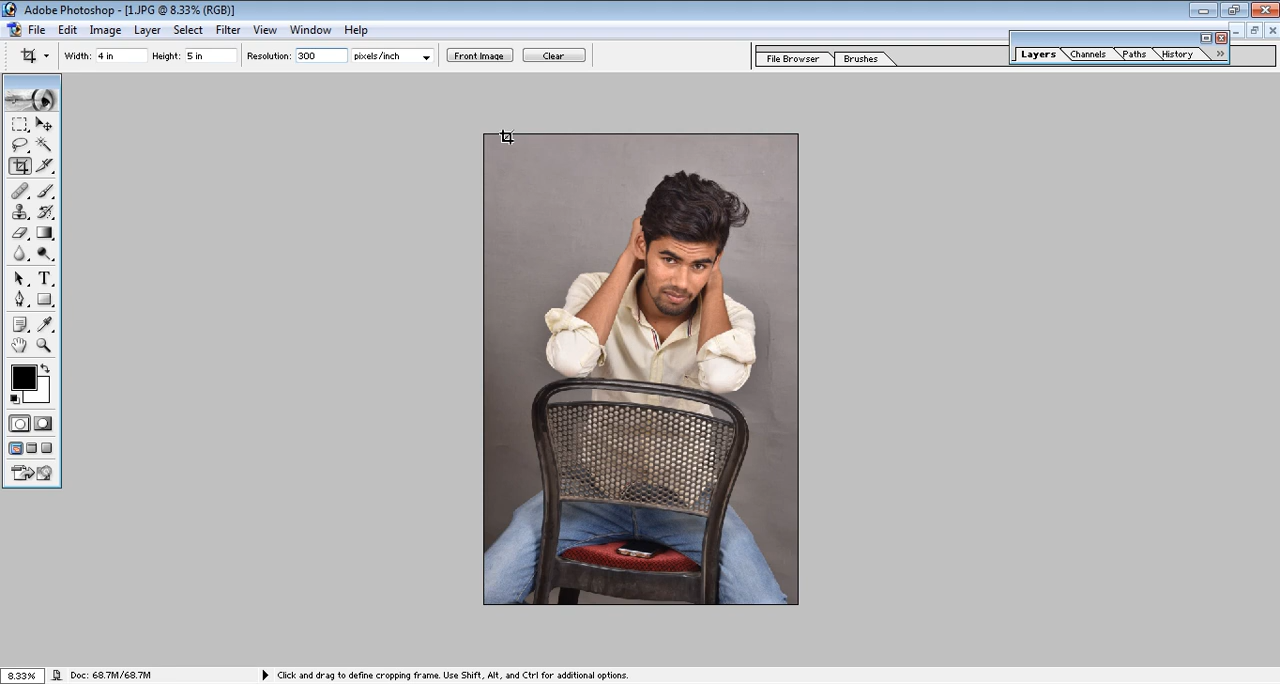 Adobe Photoshop - [1.JPG @ 8.33% (RGB)]
File Edit Image Layer Select Filter View Window Help
Width: 4 in Height: 5 in Resolution: 300 pixels/inch Front Image Clear File Browser Brushes
Layers Channels Paths History
T
8.33% Doc: 68.7M/68.7M Click and drag to define cropping frame. Use Shift, Alt, and Ctrl for additional options.